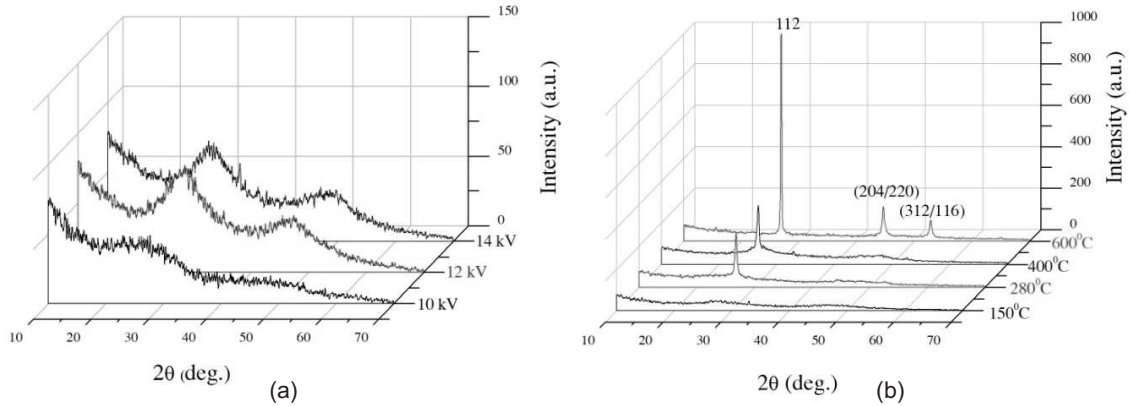 150
100
50
0
Intensity (a.u.)
14 kV
12 kV
10 kV
10 20 30 40 50 60 70
2θ (deg.)
(a)
112
(204/220)
(312/116)
1000
800
600
400
200
0
Intensity (a.u.)
600⁰C
400⁰C
280⁰C
150⁰C
10 20 30 40 50 60 70
2θ (deg.)
(b)